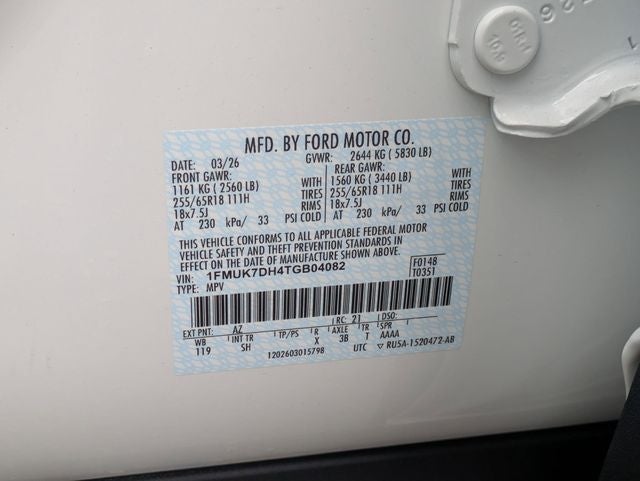 MFD. BY FORD MOTOR CO.
DATE: 03/26 GVWR: 2644 KG ( 5830 LB)
FRONT GAWR: REAR GAWR:
1161 KG ( 2560 LB) WITH 1560 KG ( 3440 LB) WITH
255/65R18 111H TIRES 255/65R18 111H TIRES
18x7.5J RIMS 18x7.5J RIMS
AT 230 kPa/ 33 PSI COLD AT 230 kPa/ 33 PSI COLD
THIS VEHICLE CONFORMS TO ALL APPLICABLE FEDERAL MOTOR
VEHICLE SAFETY AND THEFT PREVENTION STANDARDS IN
EFFECT ON THE DATE OF MANUFACTURE SHOWN ABOVE.
VIN: 1FMUK7DH4TGB04082 F0148
TYPE: MPV T0351
EXT PNT: AZ RC: 21 DSO:
WB INT TR TP/PS R AXLE TR SPR
119 SH X 3B T AAAA
1202603015798 UTC ▽ RU5A-1520472-AB